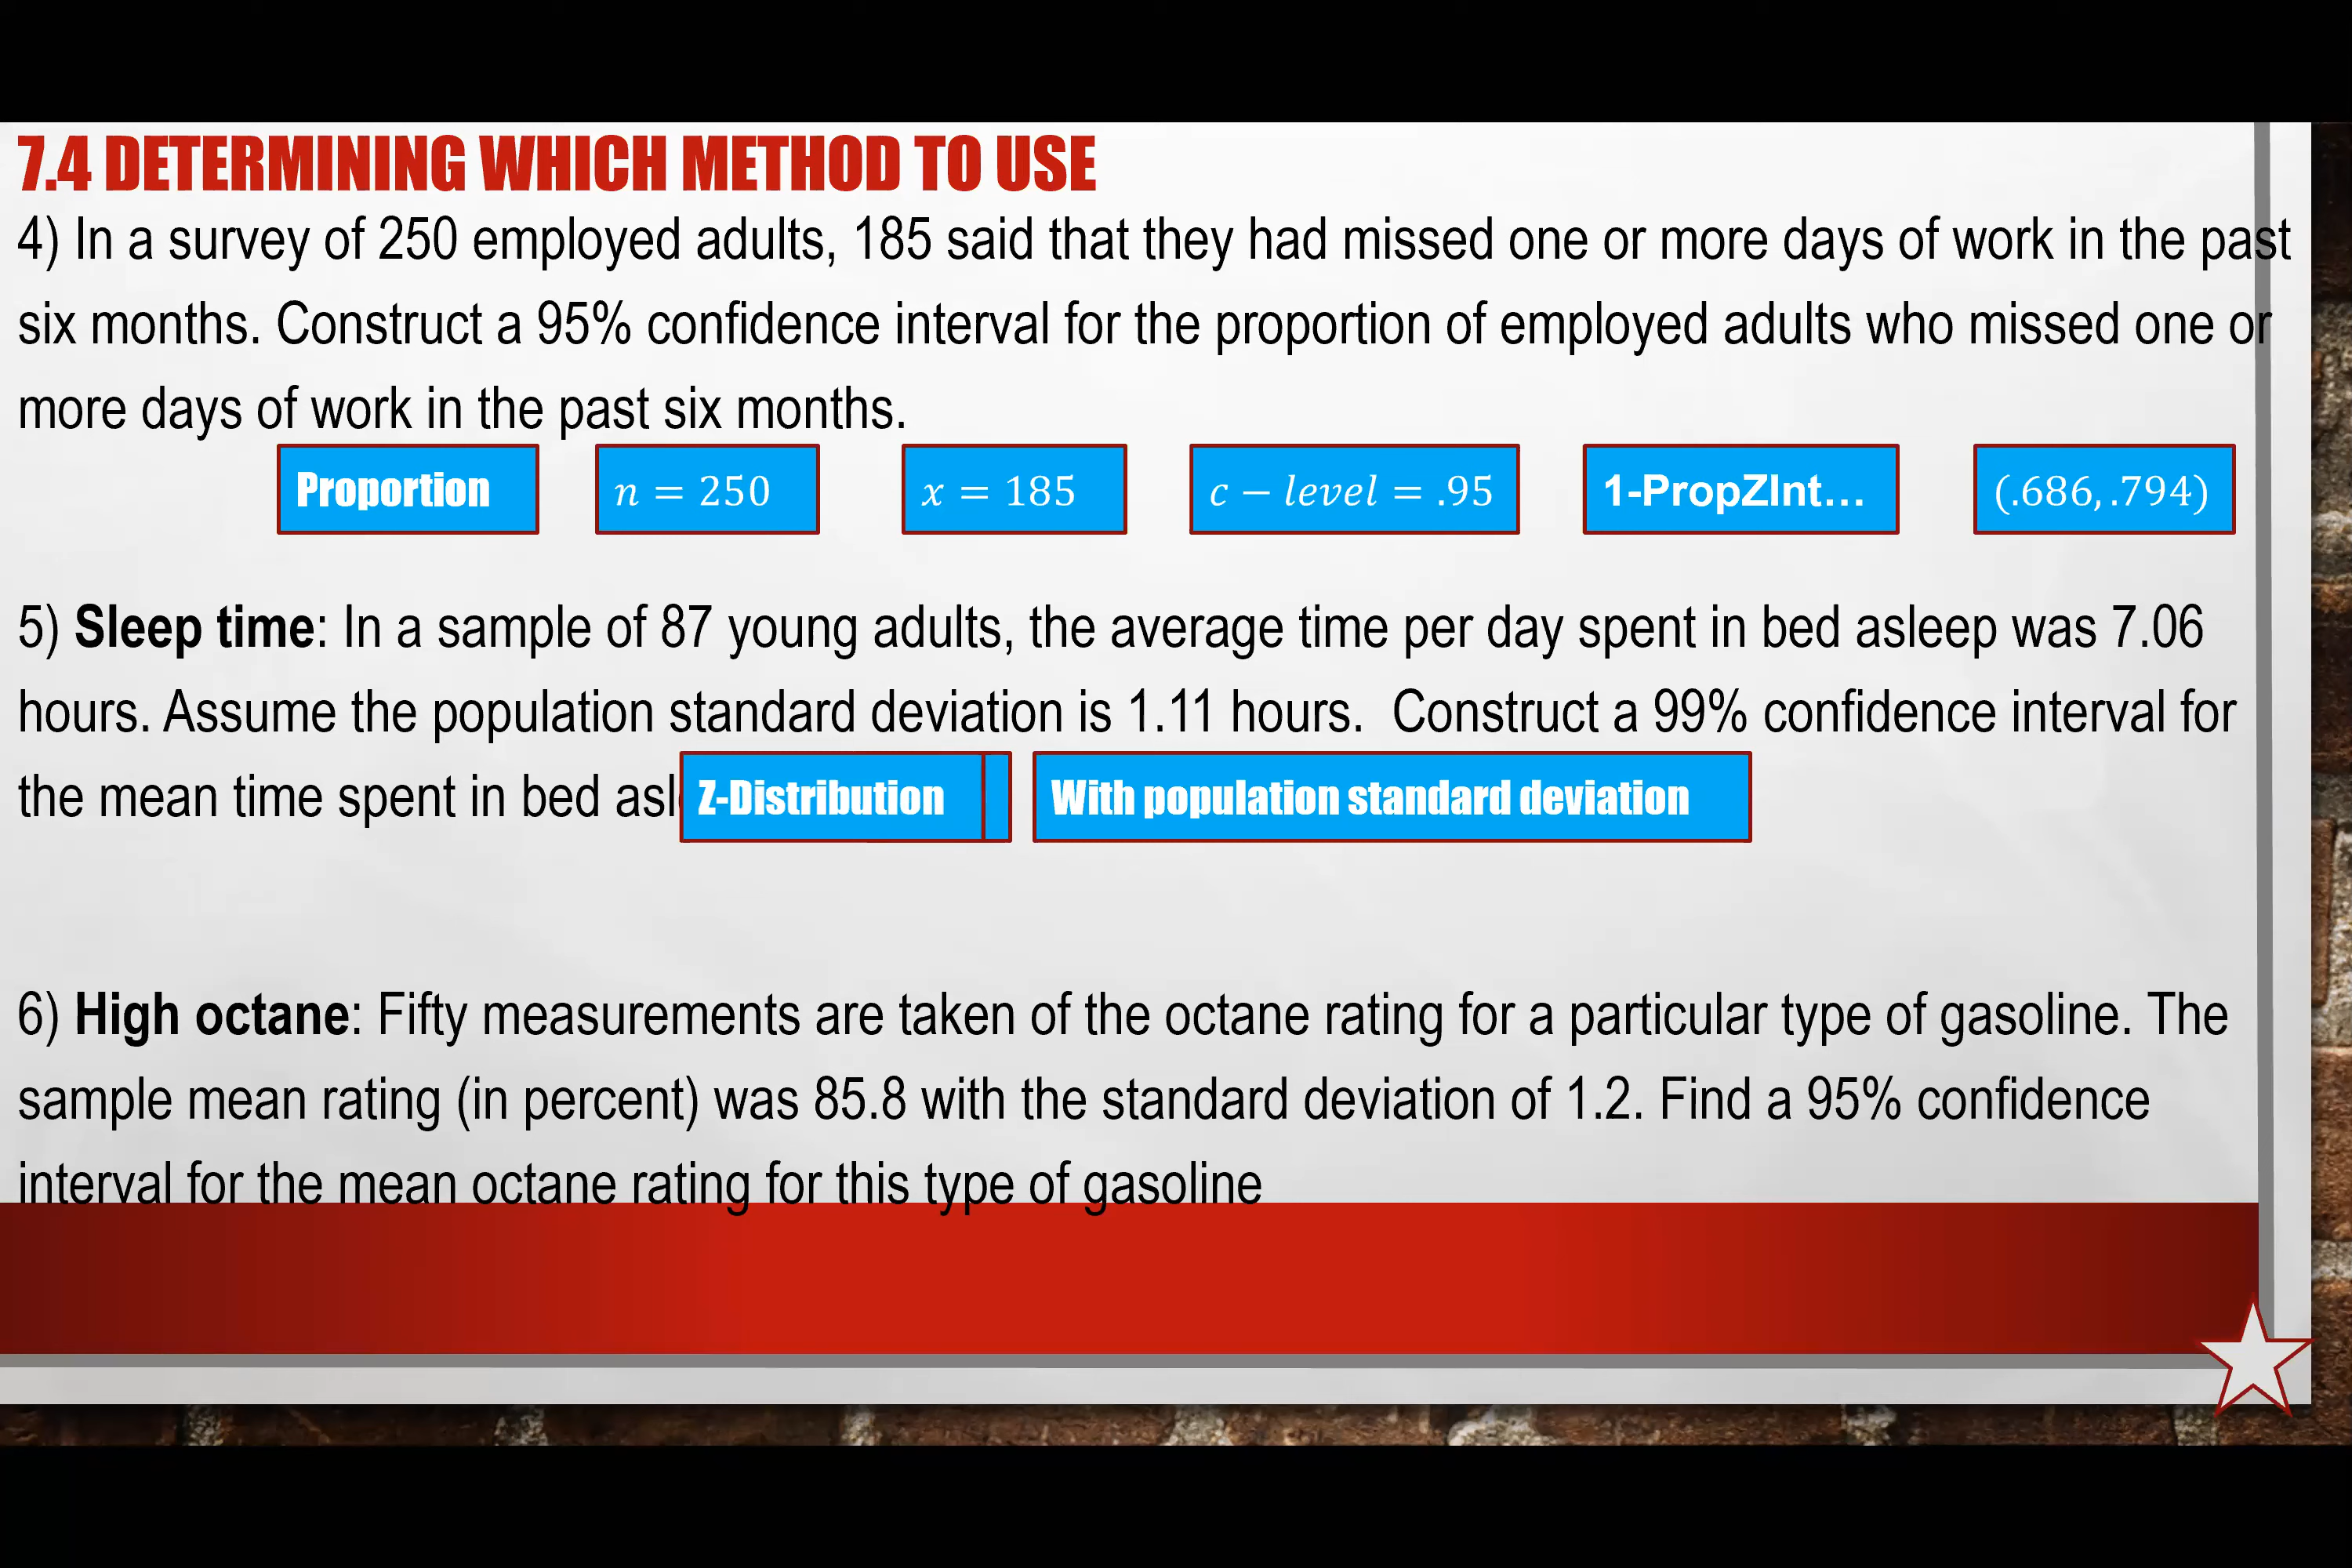 7.4 DETERMINING WHICH METHOD TO USE
4) In a survey of 250 employed adults, 185 said that they had missed one or more days of work in the past
six months. Construct a 95% confidence interval for the proportion of employed adults who missed one or
more days of work in the past six months.
Proportion n = 250 x = 185 c − level = .95 1-PropZInt… (.686, .794)
5) Sleep time: In a sample of 87 young adults, the average time per day spent in bed asleep was 7.06
hours. Assume the population standard deviation is 1.11 hours. Construct a 99% confidence interval for
the mean time spent in bed Z-Distribution With population standard deviation
6) High octane: Fifty measurements are taken of the octane rating for a particular type of gasoline. The
sample mean rating (in percent) was 85.8 with the standard deviation of 1.2. Find a 95% confidence
interval for the mean octane rating for this type of gasoline